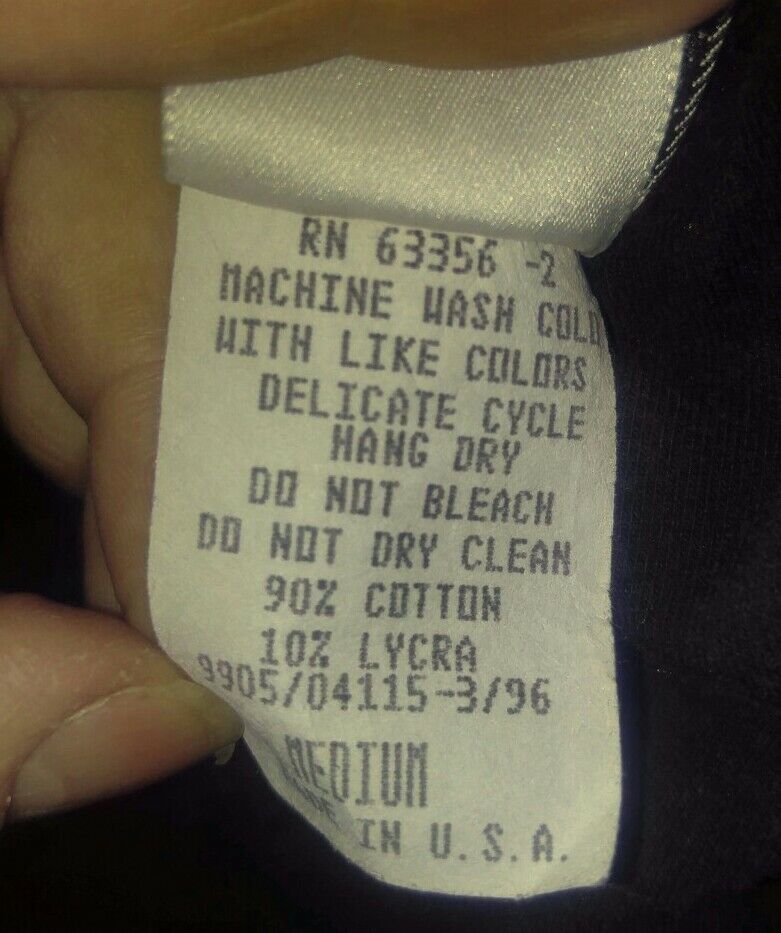 RN 63356 -2
MACHINE WASH COLD
WITH LIKE COLORS
DELICATE CYCLE
HANG DRY
DO NOT BLEACH
DO NOT DRY CLEAN
90% COTTON
10% LYCRA
9905/04115-3/96
MEDIUM
MADE IN U.S.A.